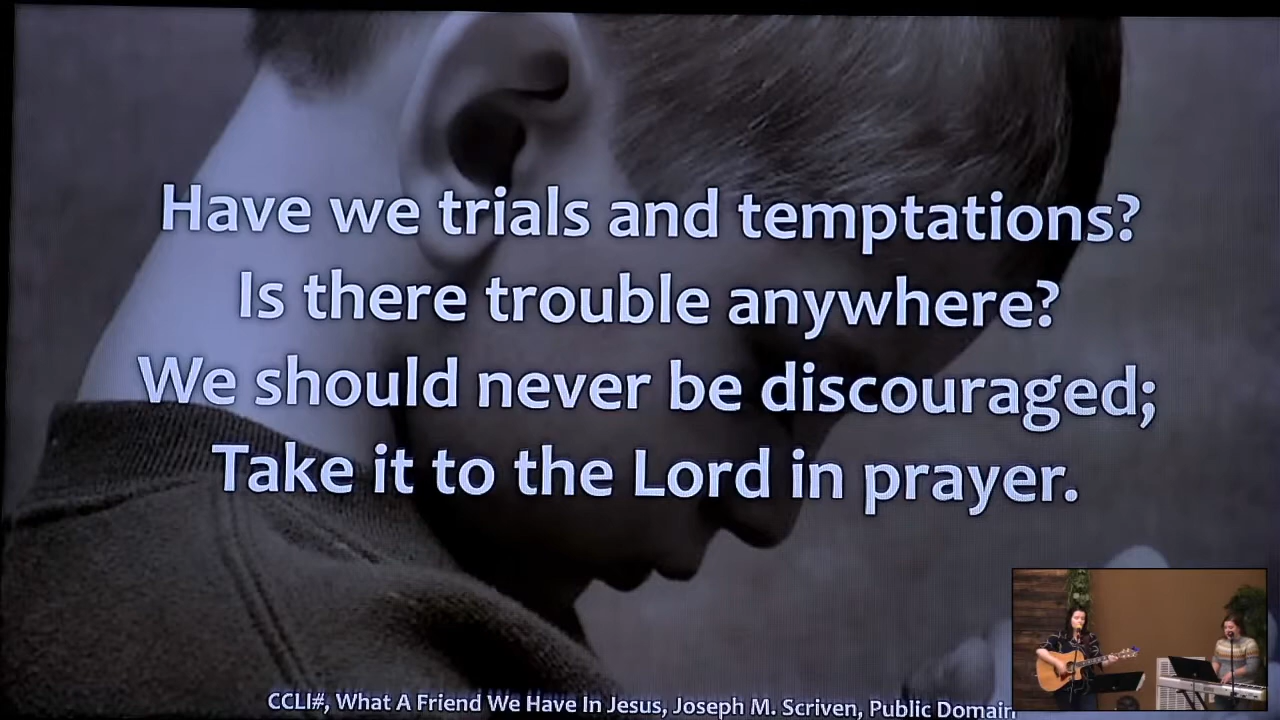 Have we trials and temptations?
Is there trouble anywhere?
We should never be discouraged;
Take it to the Lord in prayer.
CCLI#, What A Friend We Have In Jesus, Joseph M. Scriven, Public Domain